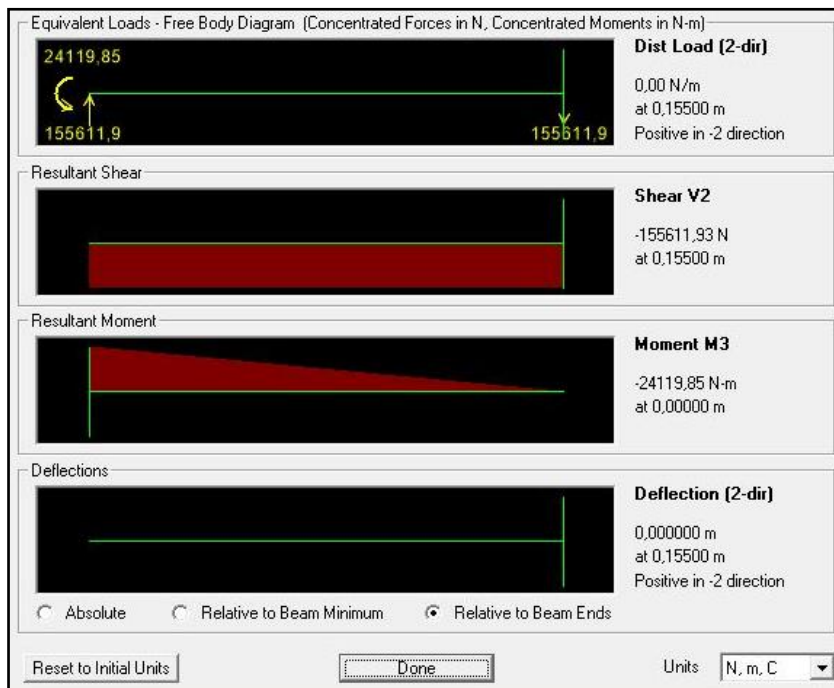 Equivalent Loads - Free Body Diagram (Concentrated Forces in N, Concentrated Moments in N-m)
24119,85
155611,9
155611,9
Dist Load (2-dir)
0,00 N/m
at 0,15500 m
Positive in -2 direction
Resultant Shear
Shear V2
-155611,93 N
at 0,15500 m
Resultant Moment
Moment M3
-24119,85 N-m
at 0,00000 m
Deflections
Deflection (2-dir)
0,000000 m
at 0,15500 m
Positive in -2 direction
Absolute
Relative to Beam Minimum
Relative to Beam Ends
Reset to Initial Units
Done
Units
N, m, C